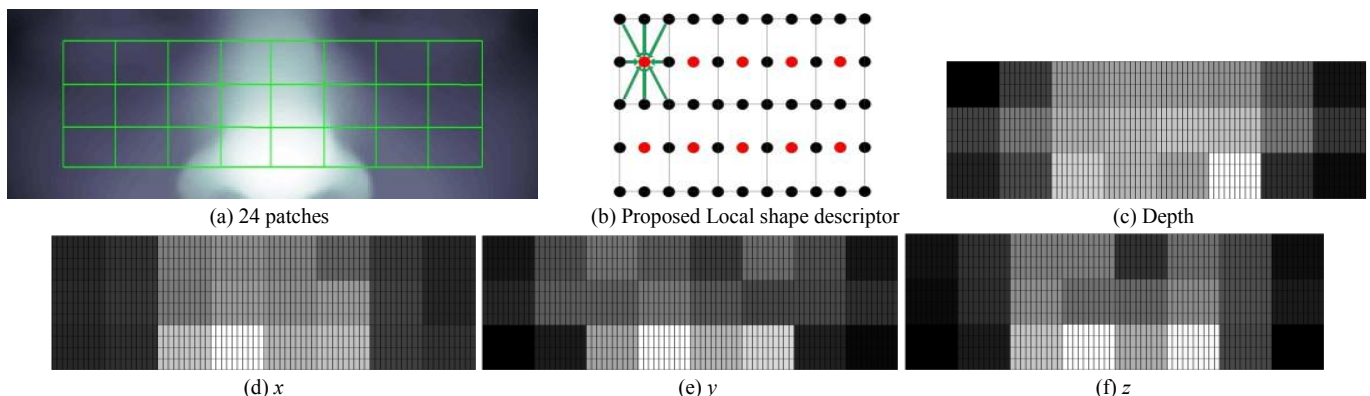 (a) 24 patches
(b) Proposed Local shape descriptor
(c) Depth
(d) x
(e) y
(f) z